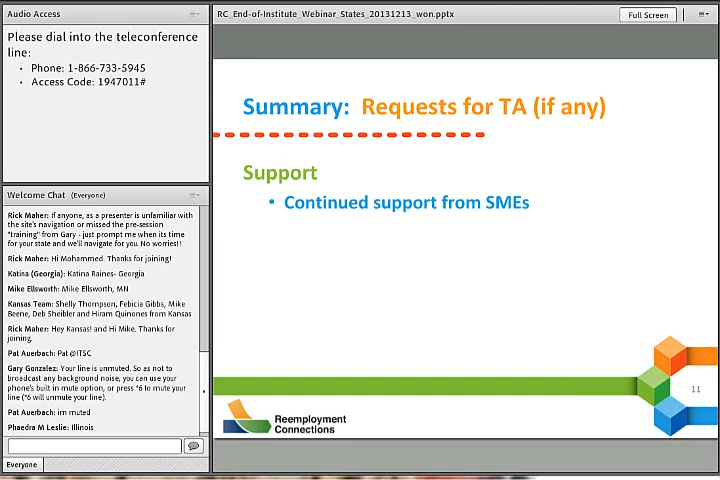 Audio Access
Please dial into the teleconference
line:
• Phone: 1-866-733-5945
• Access Code: 1947011#
Welcome Chat (Everyone)
Rick Maher: If anyone, as a presenter is unfamiliar with
the site's navigation or missed the pre-session
"training" from Gary - just prompt me when its time
for your state and we'll navigate for you. No worries!!
Rick Maher: Hi Mohammed. Thanks for joining!
Katina (Georgia): Katina Raines- Georgia
Mike Ellsworth: Mike Ellsworth, MN
Kansas Team: Shelly Thompson, Febicia Gibbs, Mike
Beene, Deb Sheibler and Hiram Quinones from Kansas
Rick Maher: Hey Kansas! and Hi Mike. Thanks for
joining.
Pat Auerbach: Pat @ITSC
Gary Gonzalez: Your line is unmuted. So as not to
broadcast any background noise, you can use your
phone's built in mute option, or press *6 to mute your
line (*6 will unmute your line).
Pat Auerbach: im muted
Phaedra M Leslie: Illinois
Everyone
RC_End-of-Institute_Webinar_States_20131213_won.pptx
Full Screen
Summary: Requests for TA (if any)
Support
• Continued support from SMEs
11
Reemployment
Connections